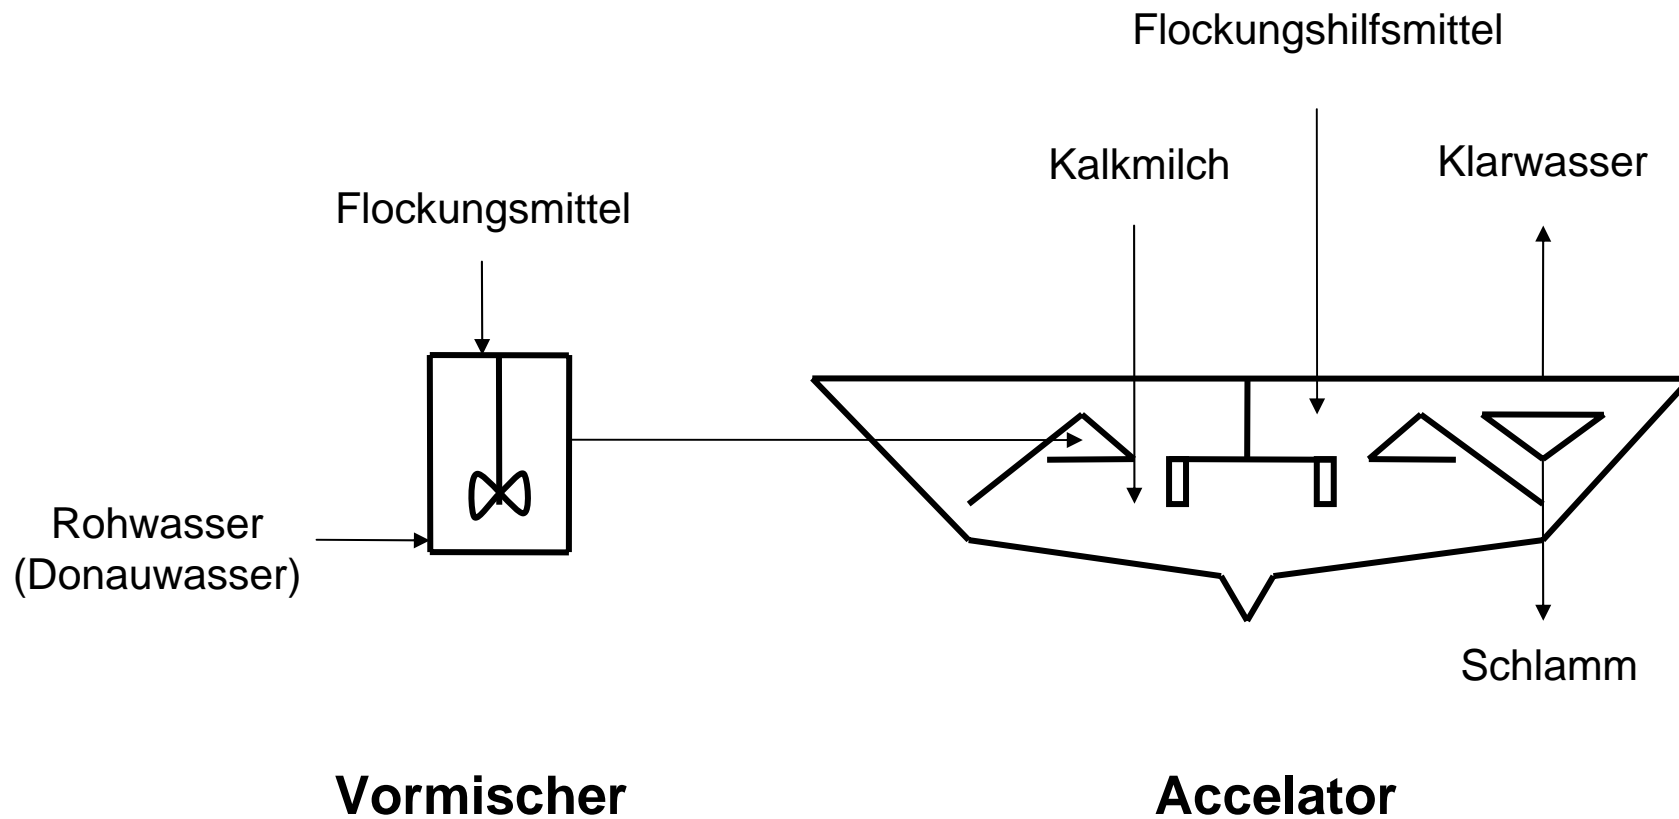 Flockungshilfsmittel
Kalkmilch
Klarwasser
Flockungsmittel
Rohwasser
(Donauwasser)
Schlamm
Vormischer
Accelator